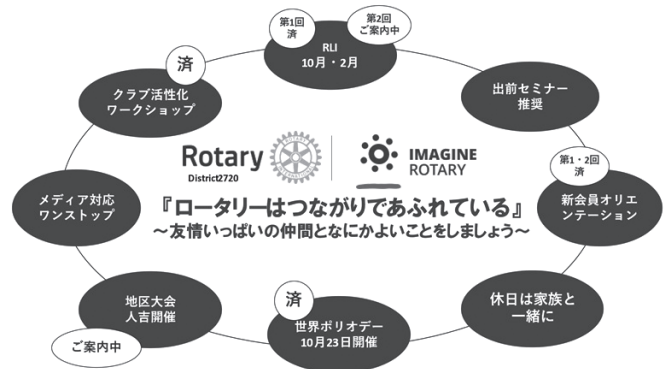 第1回
済
第2回
ご案内中
RLI
10月・2月
済
クラブ活性化
ワークショップ
出前セミナー
推奨
Rotary
District2720
IMAGINE
ROTARY
第1・2回
済
メディア対応
ワンストップ
『ロータリーはつながりであふれている』
～友情いっぱいの仲間となにかよいことをしましょう～
新会員オリエ
ンテーション
地区大会
人吉開催
ご案内中
済
世界ポリオデー
10月23日開催
休日は家族と
一緒に